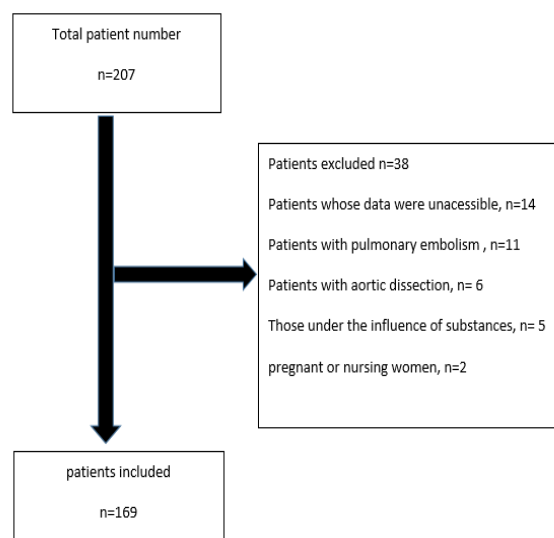 Total patient number
n=207
Patients excluded n=38
Patients whose data were unacessible, n=14
Patients with pulmonary embolism , n=11
Patients with aortic dissection, n= 6
Those under the influence of substances, n= 5
pregnant or nursing women, n=2
patients included
n=169